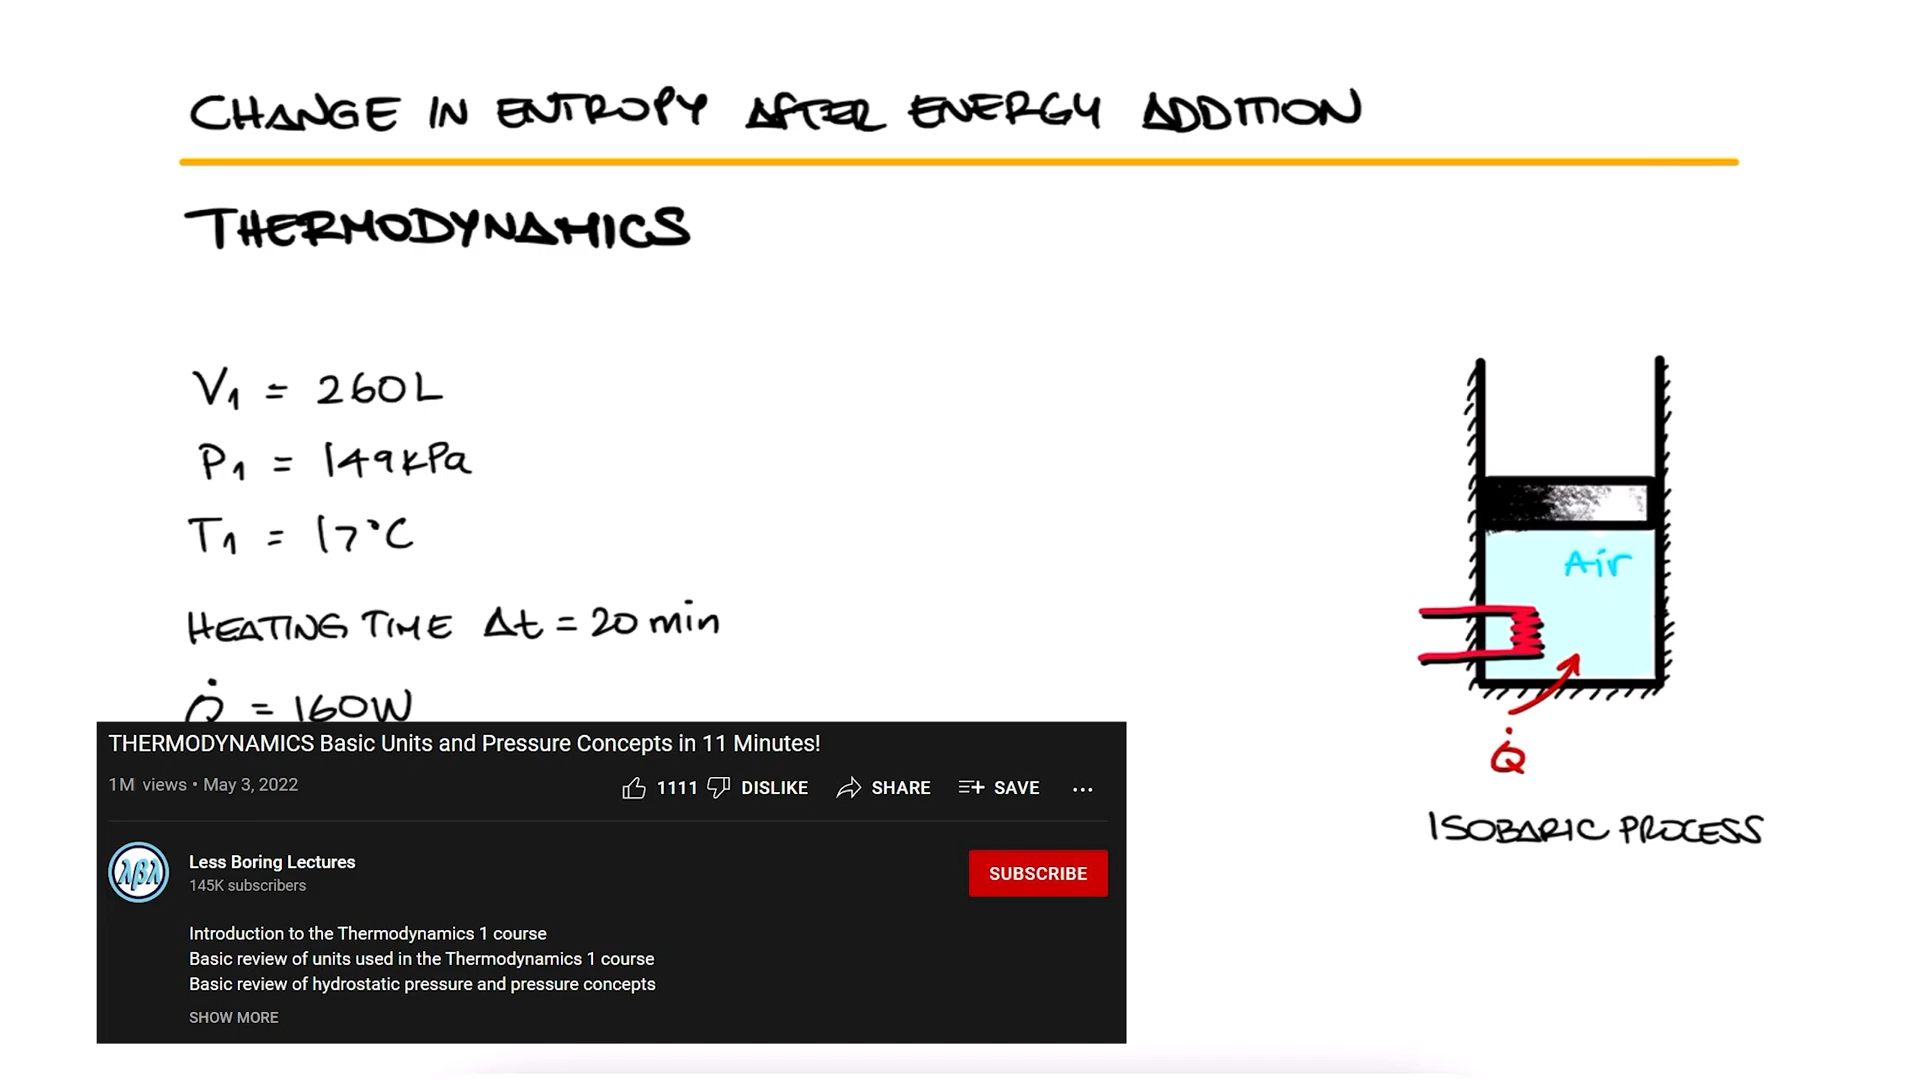 CHANGE IN ENTROPY AFTER ENERGY ADDITION
THERMODYNAMICS
V1 = 260L
P1 = 149kPa
T1 = 17°C
HEATING TIME Δt = 20 min
Q̇ = 160W
Air
Q̇
ISOBARIC PROCESS
THERMODYNAMICS Basic Units and Pressure Concepts in 11 Minutes!
1M views • May 3, 2022
1111 DISLIKE SHARE SAVE ...
λβλ
Less Boring Lectures
145K subscribers
SUBSCRIBE
Introduction to the Thermodynamics 1 course
Basic review of units used in the Thermodynamics 1 course
Basic review of hydrostatic pressure and pressure concepts
SHOW MORE